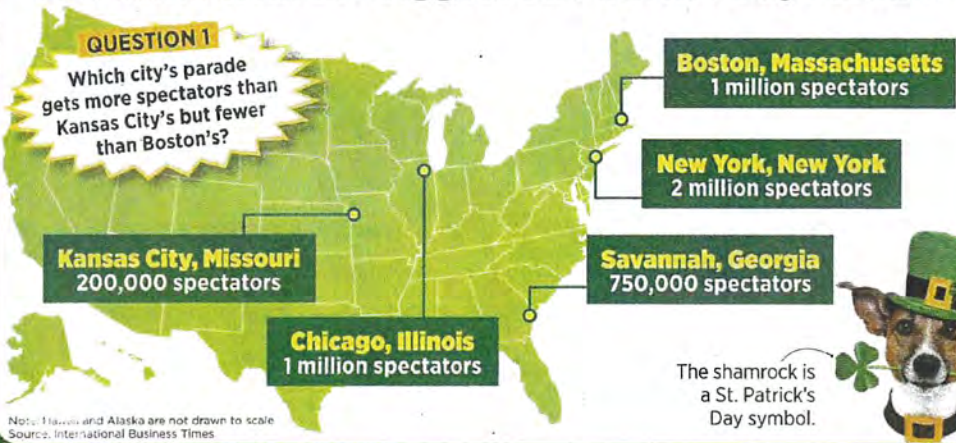 QUESTION 1
Which city's parade
gets more spectators than
Kansas City's but fewer
than Boston's?
Boston, Massachusetts
1 million spectators
New York, New York
2 million spectators
Kansas City, Missouri
200,000 spectators
Savannah, Georgia
750,000 spectators
Chicago, Illinois
1 million spectators
The shamrock is
a St. Patrick's
Day symbol.
Note: Hawaii and Alaska are not drawn to scale
Source: International Business Times